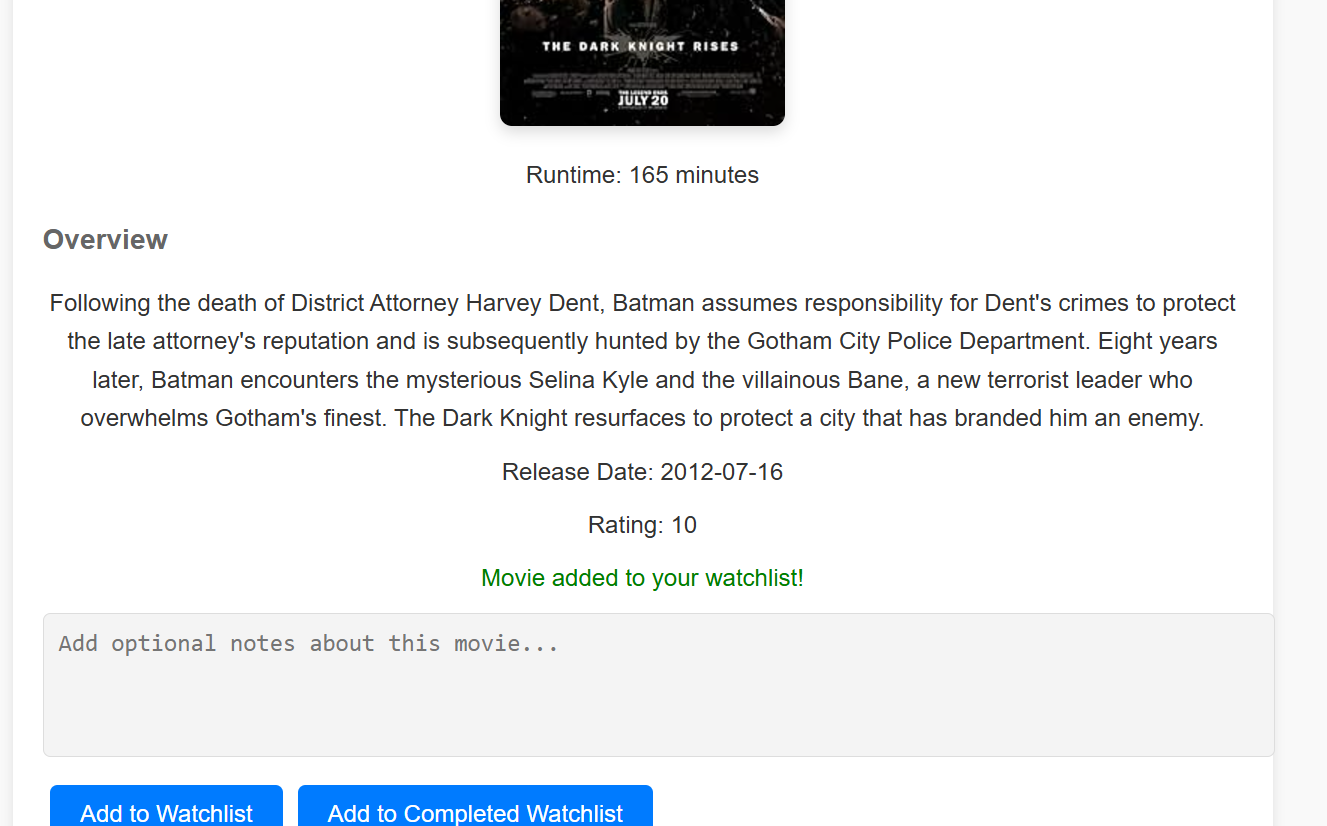 THE DARK KNIGHT RISES
THE LEGEND ENDS
JULY 20
Runtime: 165 minutes
Overview
Following the death of District Attorney Harvey Dent, Batman assumes responsibility for Dent's crimes to protect
the late attorney's reputation and is subsequently hunted by the Gotham City Police Department. Eight years
later, Batman encounters the mysterious Selina Kyle and the villainous Bane, a new terrorist leader who
overwhelms Gotham's finest. The Dark Knight resurfaces to protect a city that has branded him an enemy.
Release Date: 2012-07-16
Rating: 10
Movie added to your watchlist!
Add optional notes about this movie...
Add to Watchlist
Add to Completed Watchlist